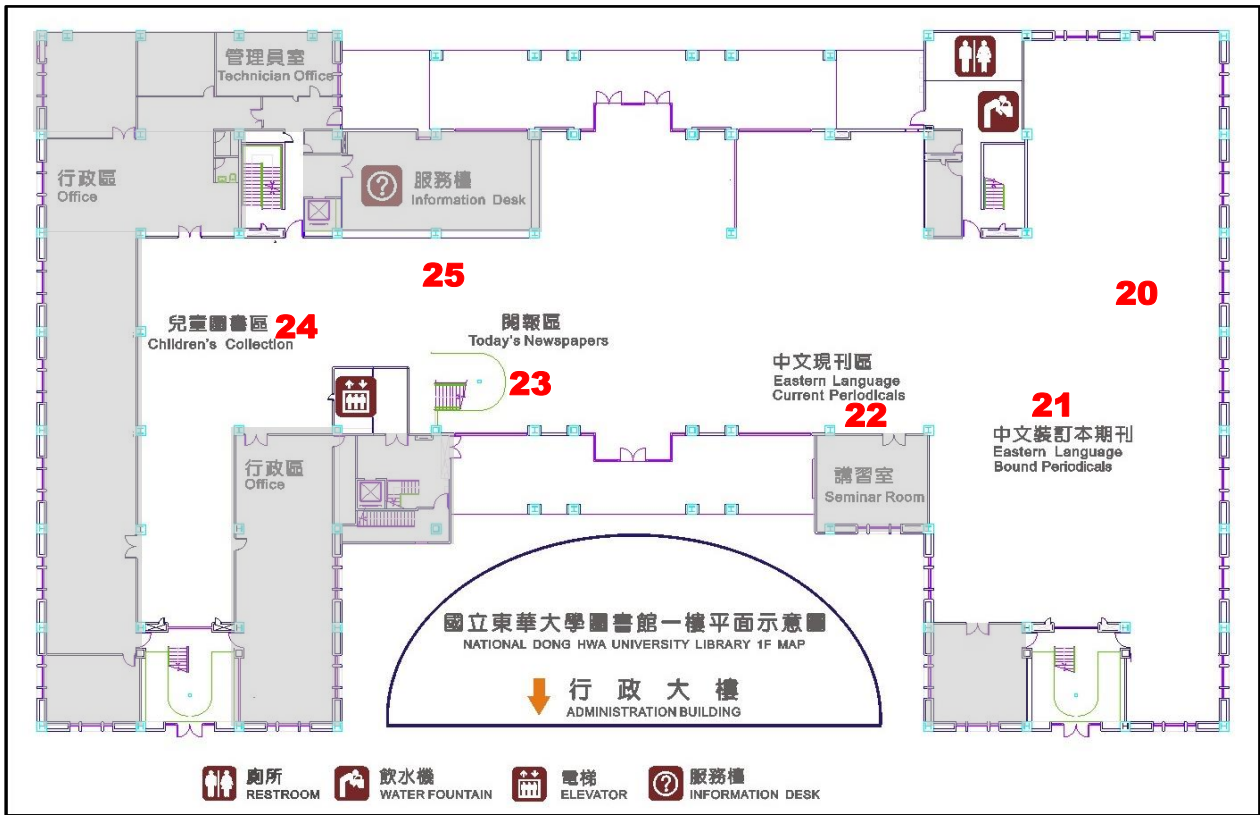 管理員室
Technician Office
行政區
Office
服務檯
Information Desk
25
20
兒童圖書區
24
Children's Collection
閱報區
Today's Newspapers
23
中文現刊區
Eastern Language
Current Periodicals
22
21
中文裝訂本期刊
Eastern Language
Bound Periodicals
行政區
Office
講習室
Seminar Room
國立東華大學圖書館一樓平面示意圖
NATIONAL DONG HWA UNIVERSITY LIBRARY 1F MAP
行政大樓
ADMINISTRATION BUILDING
廁所
RESTROOM
飲水機
WATER FOUNTAIN
電梯
ELEVATOR
服務檯
INFORMATION DESK